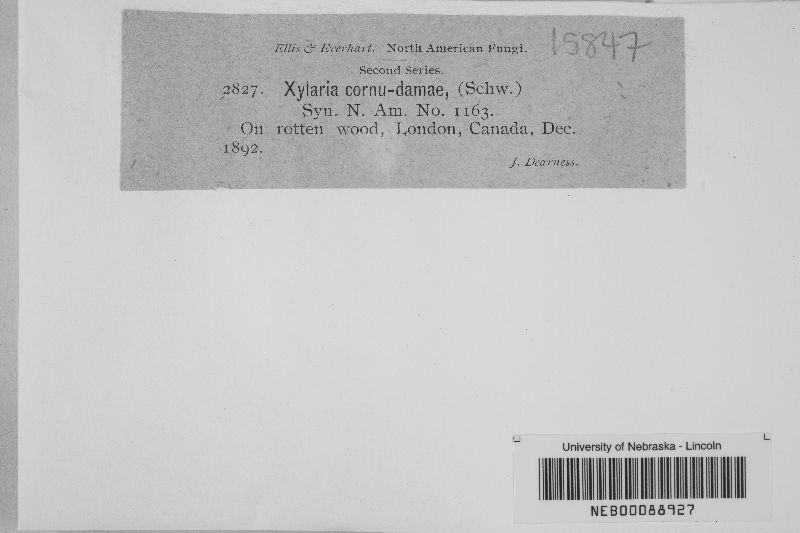 Ellis & Everhart. North American Fungi. 15847
Second Series.
2827. Xylaria cornu-damae, (Schw.)
Syn. N. Am. No. 1163.
On rotten wood, London, Canada, Dec.
1892.
J. Dearness.
University of Nebraska - Lincoln
NEB00088927